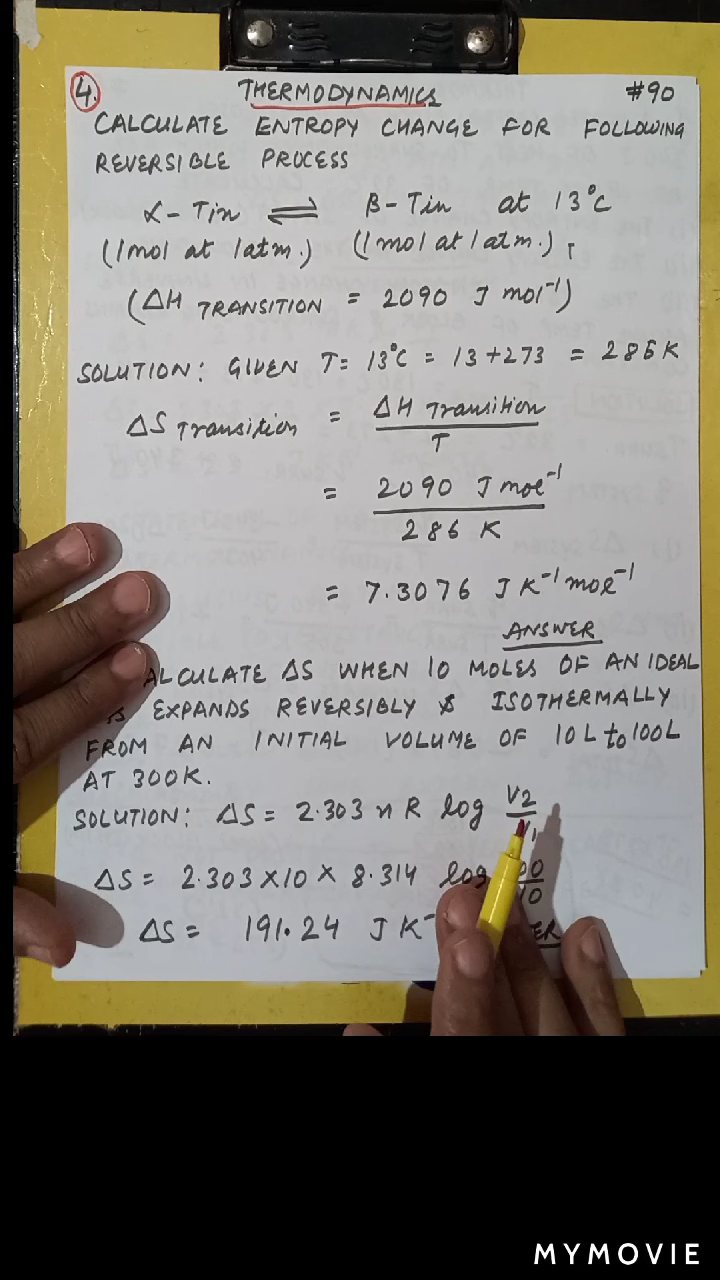 4. THERMODYNAMICS #90
CALCULATE ENTROPY CHANGE FOR FOLLOWING
REVERSIBLE PROCESS
α- Tin ⇌ β- Tin at 13°C
(1mol at 1atm.) (1mol at 1atm.)
(ΔH TRANSITION = 2090 J mol⁻¹)
SOLUTION: GIVEN T= 13°C = 13+273 = 286K
ΔS Transition = ΔH Transition / T
= 2090 J mol⁻¹ / 286 K
= 7.3076 J K⁻¹ mol⁻¹
ANSWER
ALCULATE ΔS WHEN 10 MOLES OF AN IDEAL
EXPANDS REVERSIBLY & ISOTHERMALLY
FROM AN INITIAL VOLUME OF 10L to 100L
AT 300K.
SOLUTION: ΔS = 2.303 n R log V2 / V1
ΔS = 2.303 × 10 × 8.314 log 00 / 10
ΔS = 191.24 J K⁻ ER
MYMOVIE